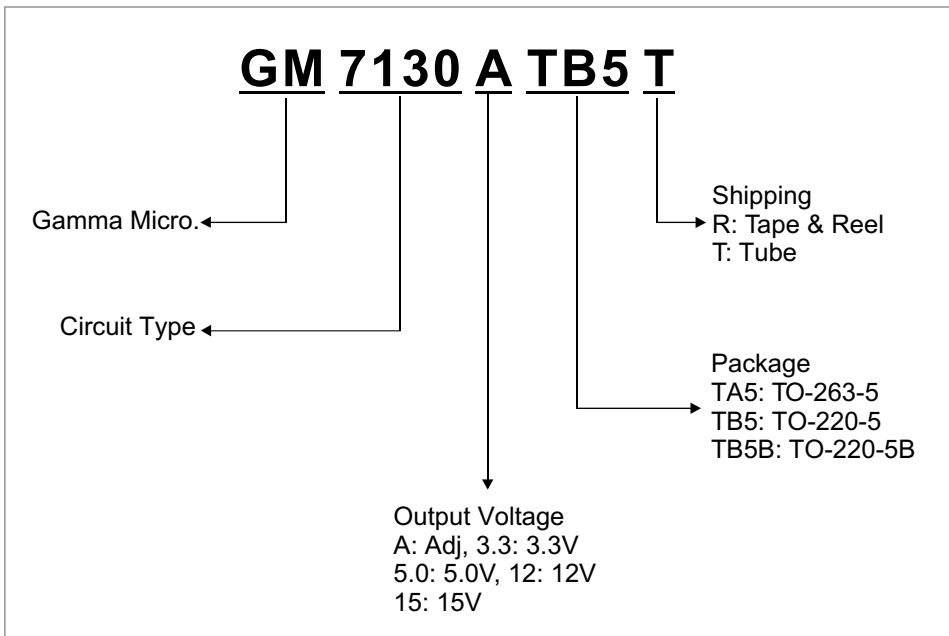 GM 7130 A TB5 T
Gamma Micro.
Shipping
R: Tape & Reel
T: Tube
Circuit Type
Package
TA5: TO-263-5
TB5: TO-220-5
TB5B: TO-220-5B
Output Voltage
A: Adj, 3.3: 3.3V
5.0: 5.0V, 12: 12V
15: 15V